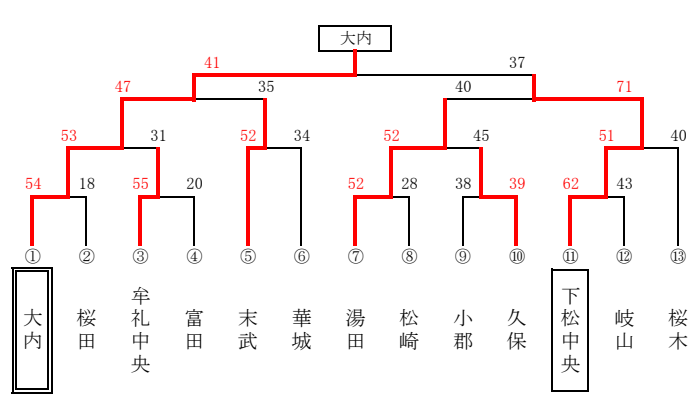 大内
41 37
47 35 40 71
53 31 52 34 52 45 51 40
54 18 55 20 52 28 38 39 62 43
① ② ③ ④ ⑤ ⑥ ⑦ ⑧ ⑨ ⑩ ⑪ ⑫ ⑬
大内
桜田
牟礼中央
富田
末武
華城
湯田
松崎
小郡
久保
下松中央
岐山
桜木